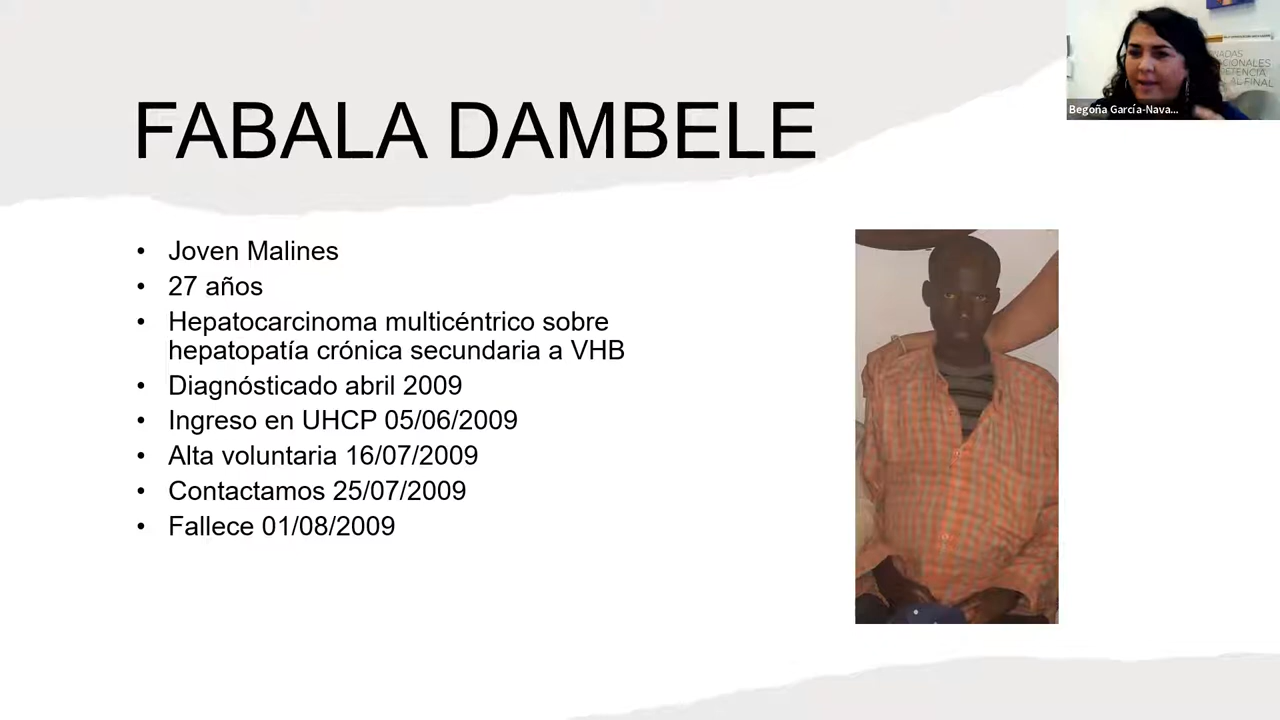 FABALA DAMBELE
• Joven Malines
• 27 años
• Hepatocarcinoma multicéntrico sobre
hepatopatía crónica secundaria a VHB
• Diagnósticado abril 2009
• Ingreso en UHCP 05/06/2009
• Alta voluntaria 16/07/2009
• Contactamos 25/07/2009
• Fallece 01/08/2009
Begoña García-Nava...
AL FINAL